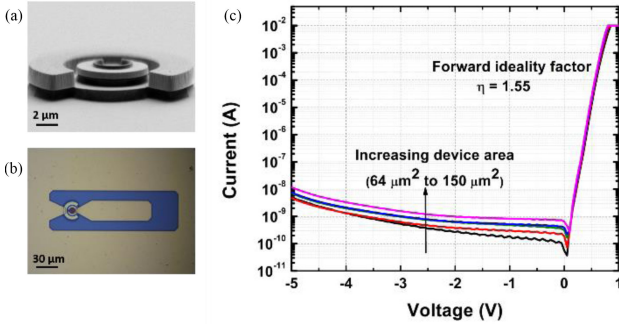 (a)
2 μm
(b)
30 μm
(c)
Current (A)
10⁻²
10⁻³
10⁻⁴
10⁻⁵
10⁻⁶
10⁻⁷
10⁻⁸
10⁻⁹
10⁻¹⁰
10⁻¹¹
Forward ideality factor
η = 1.55
Increasing device area
(64 μm² to 150 μm²)
-5 -4 -3 -2 -1 0 1
Voltage (V)